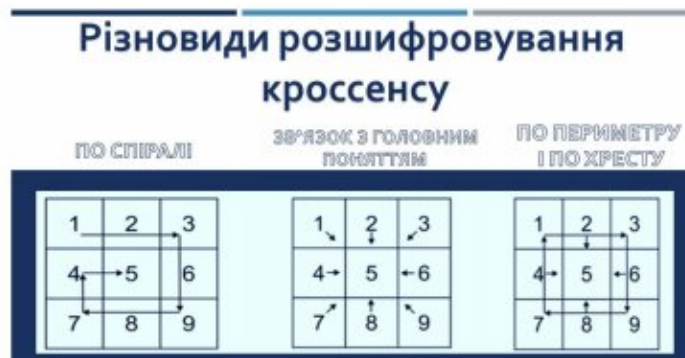 Різновиди розшифровування
кроссенсу
ПО СПІРАЛІ
ЗВ'ЯЗОК З ГОЛОВНИМ
ПОНЯТТЯМ
ПО ПЕРИМЕТРУ
І ПО ХРЕСТУ
1 2 3
4 5 6
7 8 9
1 2 3
4 5 6
7 8 9
1 2 3
4 5 6
7 8 9